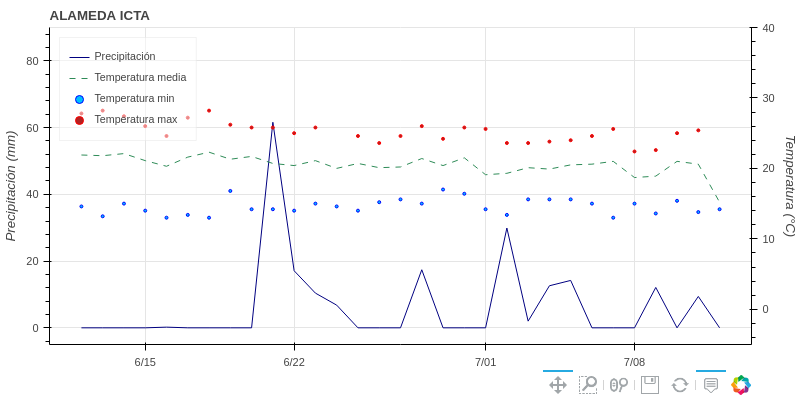 ALAMEDA ICTA
Precipitación
Temperatura media
Temperatura min
Temperatura max
Precipitación (mm)
80
60
40
20
0
40
30
20
10
0
Temperatura (°C)
6/15
6/22
7/01
7/08